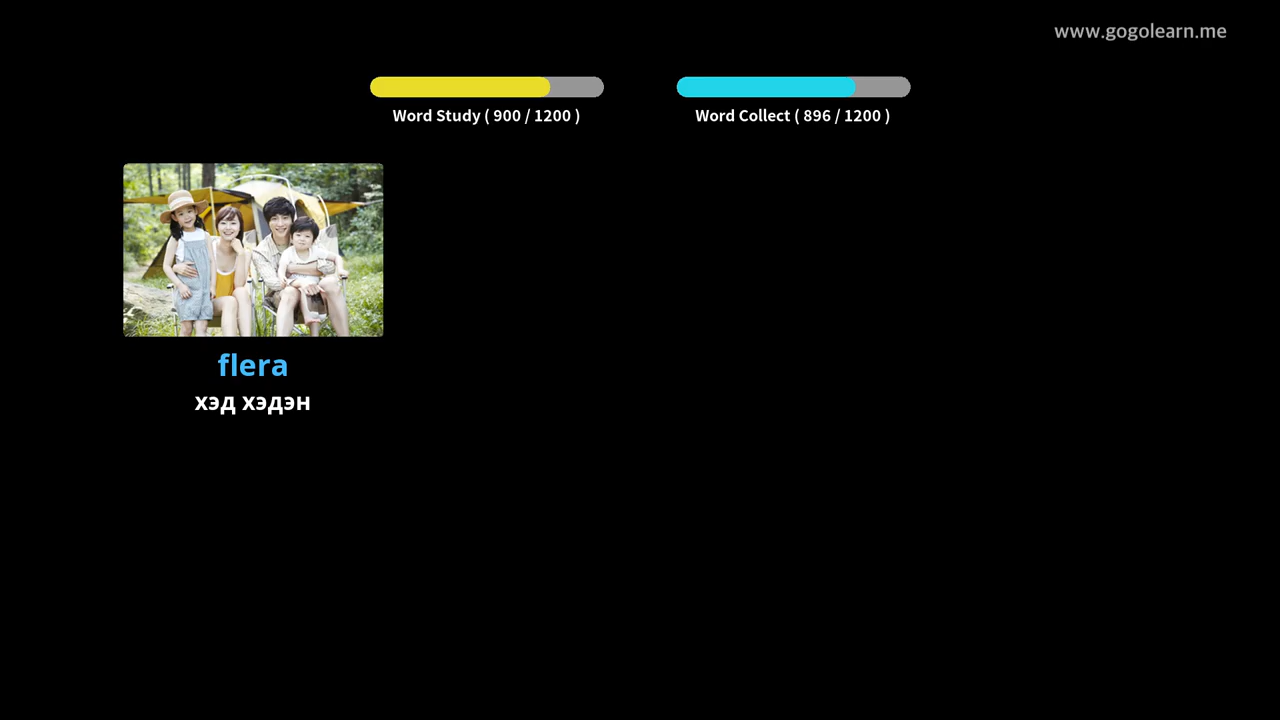 www.gogolearn.me
Word Study ( 900 / 1200 )
Word Collect ( 896 / 1200 )
flera
хэд хэдэн